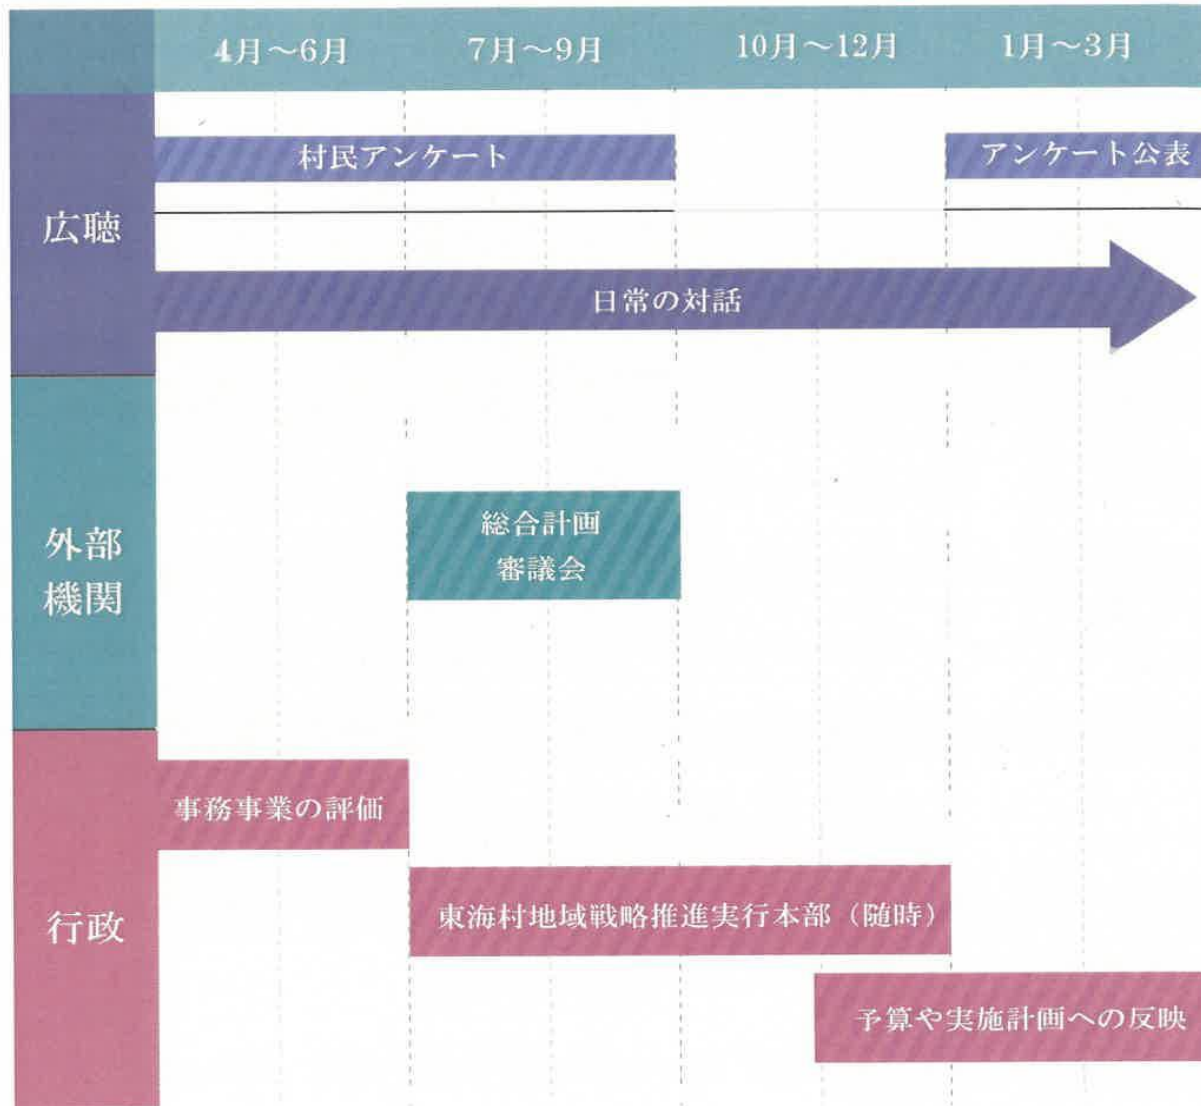 4月～6月
7月～9月
10月～12月
1月～3月
広聴
村民アンケート
アンケート公表
日常の対話
外部
機関
総合計画
審議会
行政
事務事業の評価
東海村地域戦略推進実行本部（随時）
予算や実施計画への反映